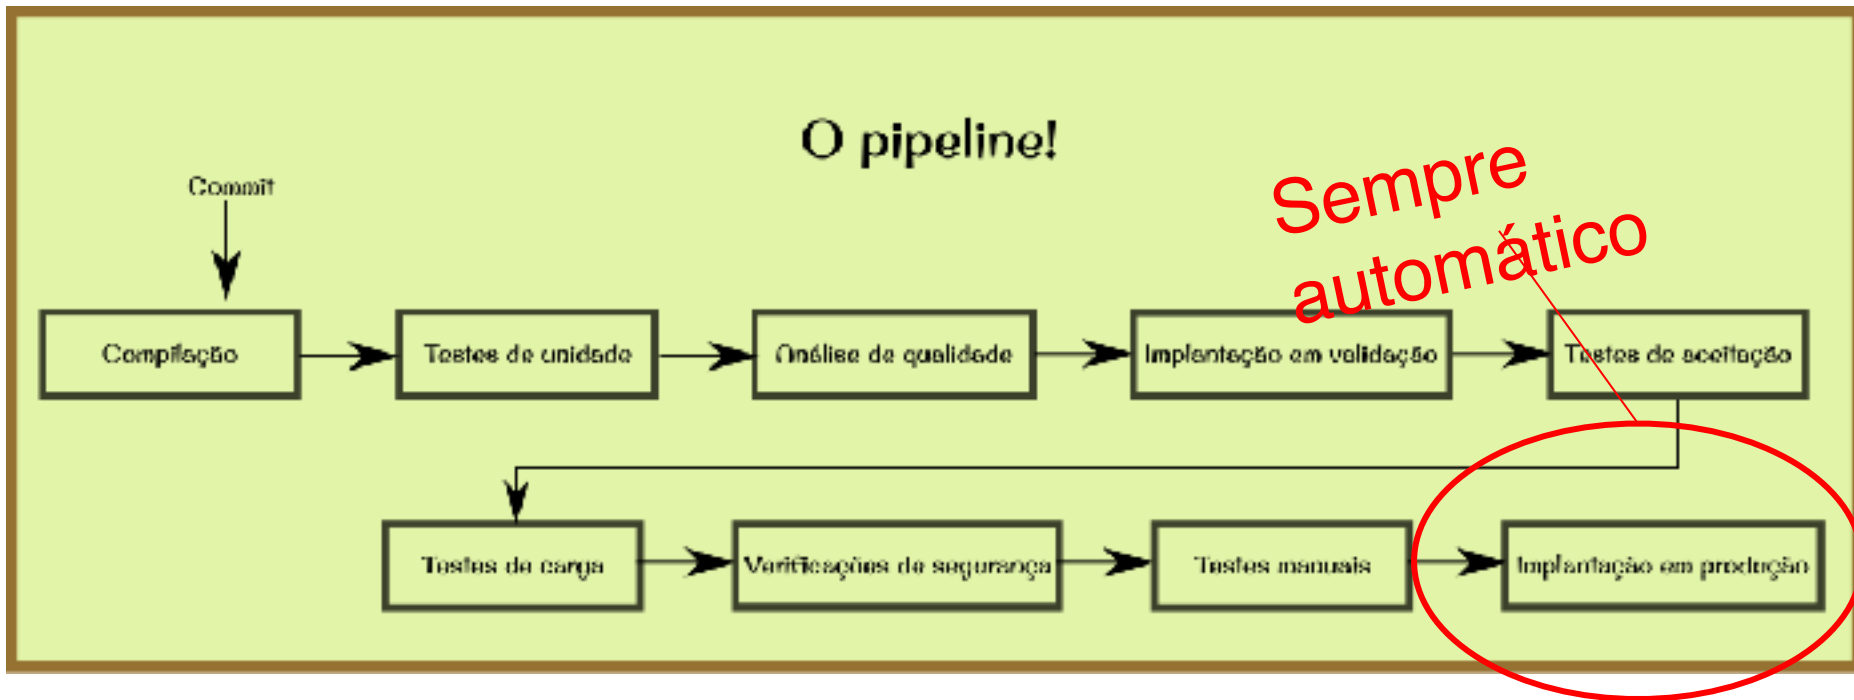 O pipeline!
Sempre
automático
Commit
Compilação
Testes de unidade
Análise de qualidade
Implantação em validação
Testes de aceitação
Testes de carga
Verificações de segurança
Testes manuais
Implantação em produção